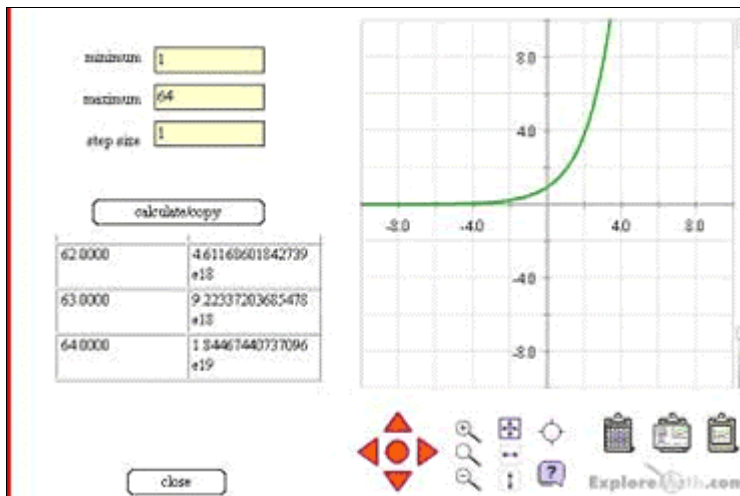 minimum 1
maximum 64
step size 1
calculate/copy
62.0000 4.61168601842739
e18
63.0000 9.22337203685478
e18
64.0000 1.84467440737096
e19
close
8.0
4.0
-8.0 -4.0 4.0 8.0
-4.0
-8.0
?
ExploreMath.com